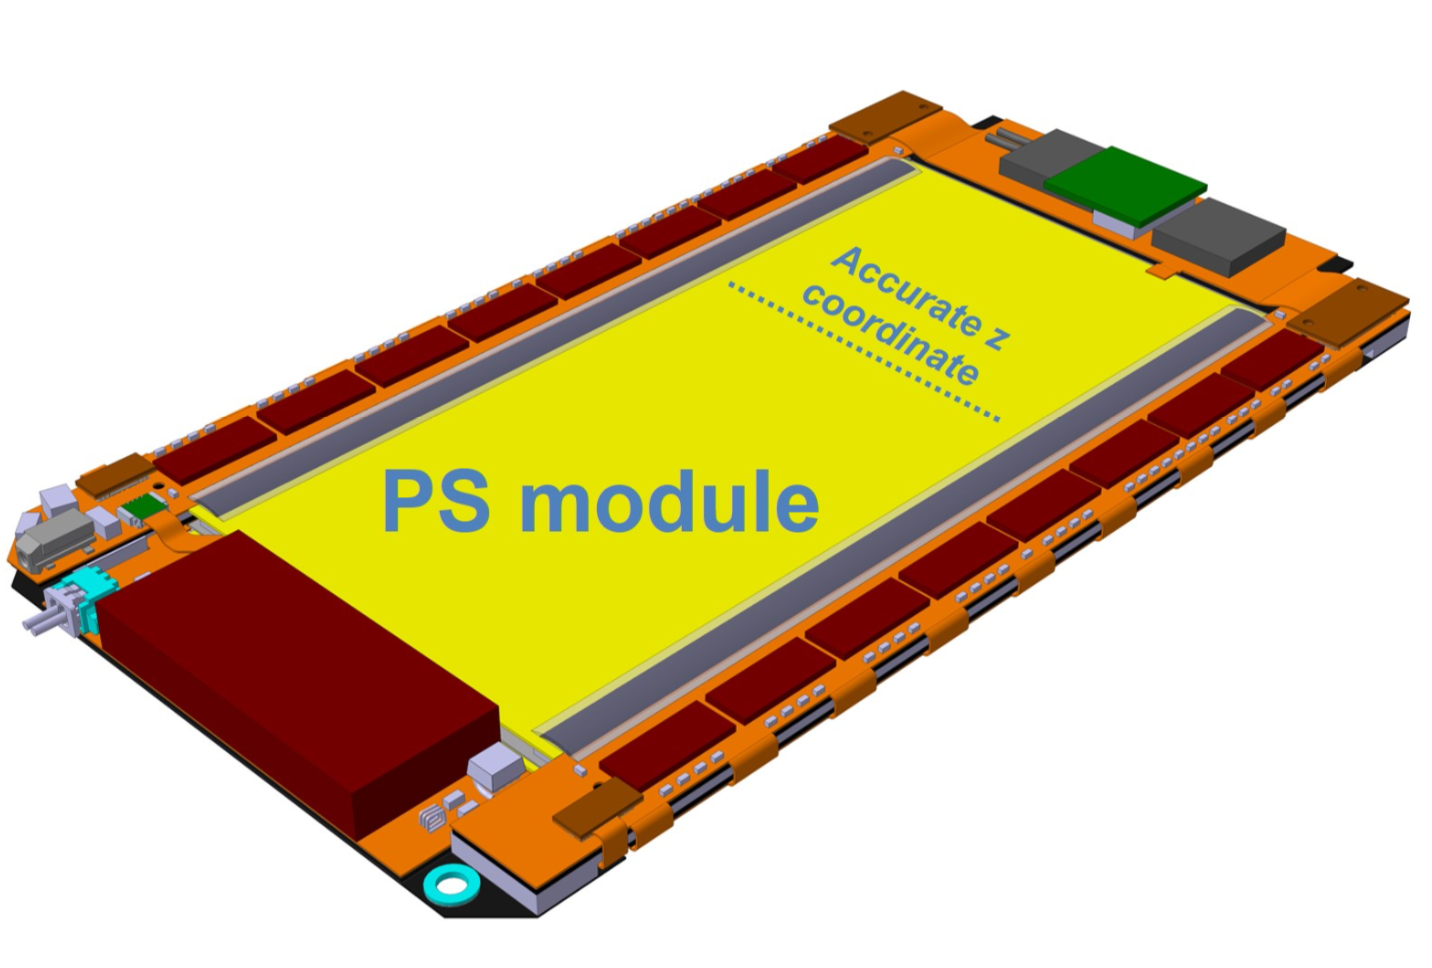 Accurate z
coordinate
PS module